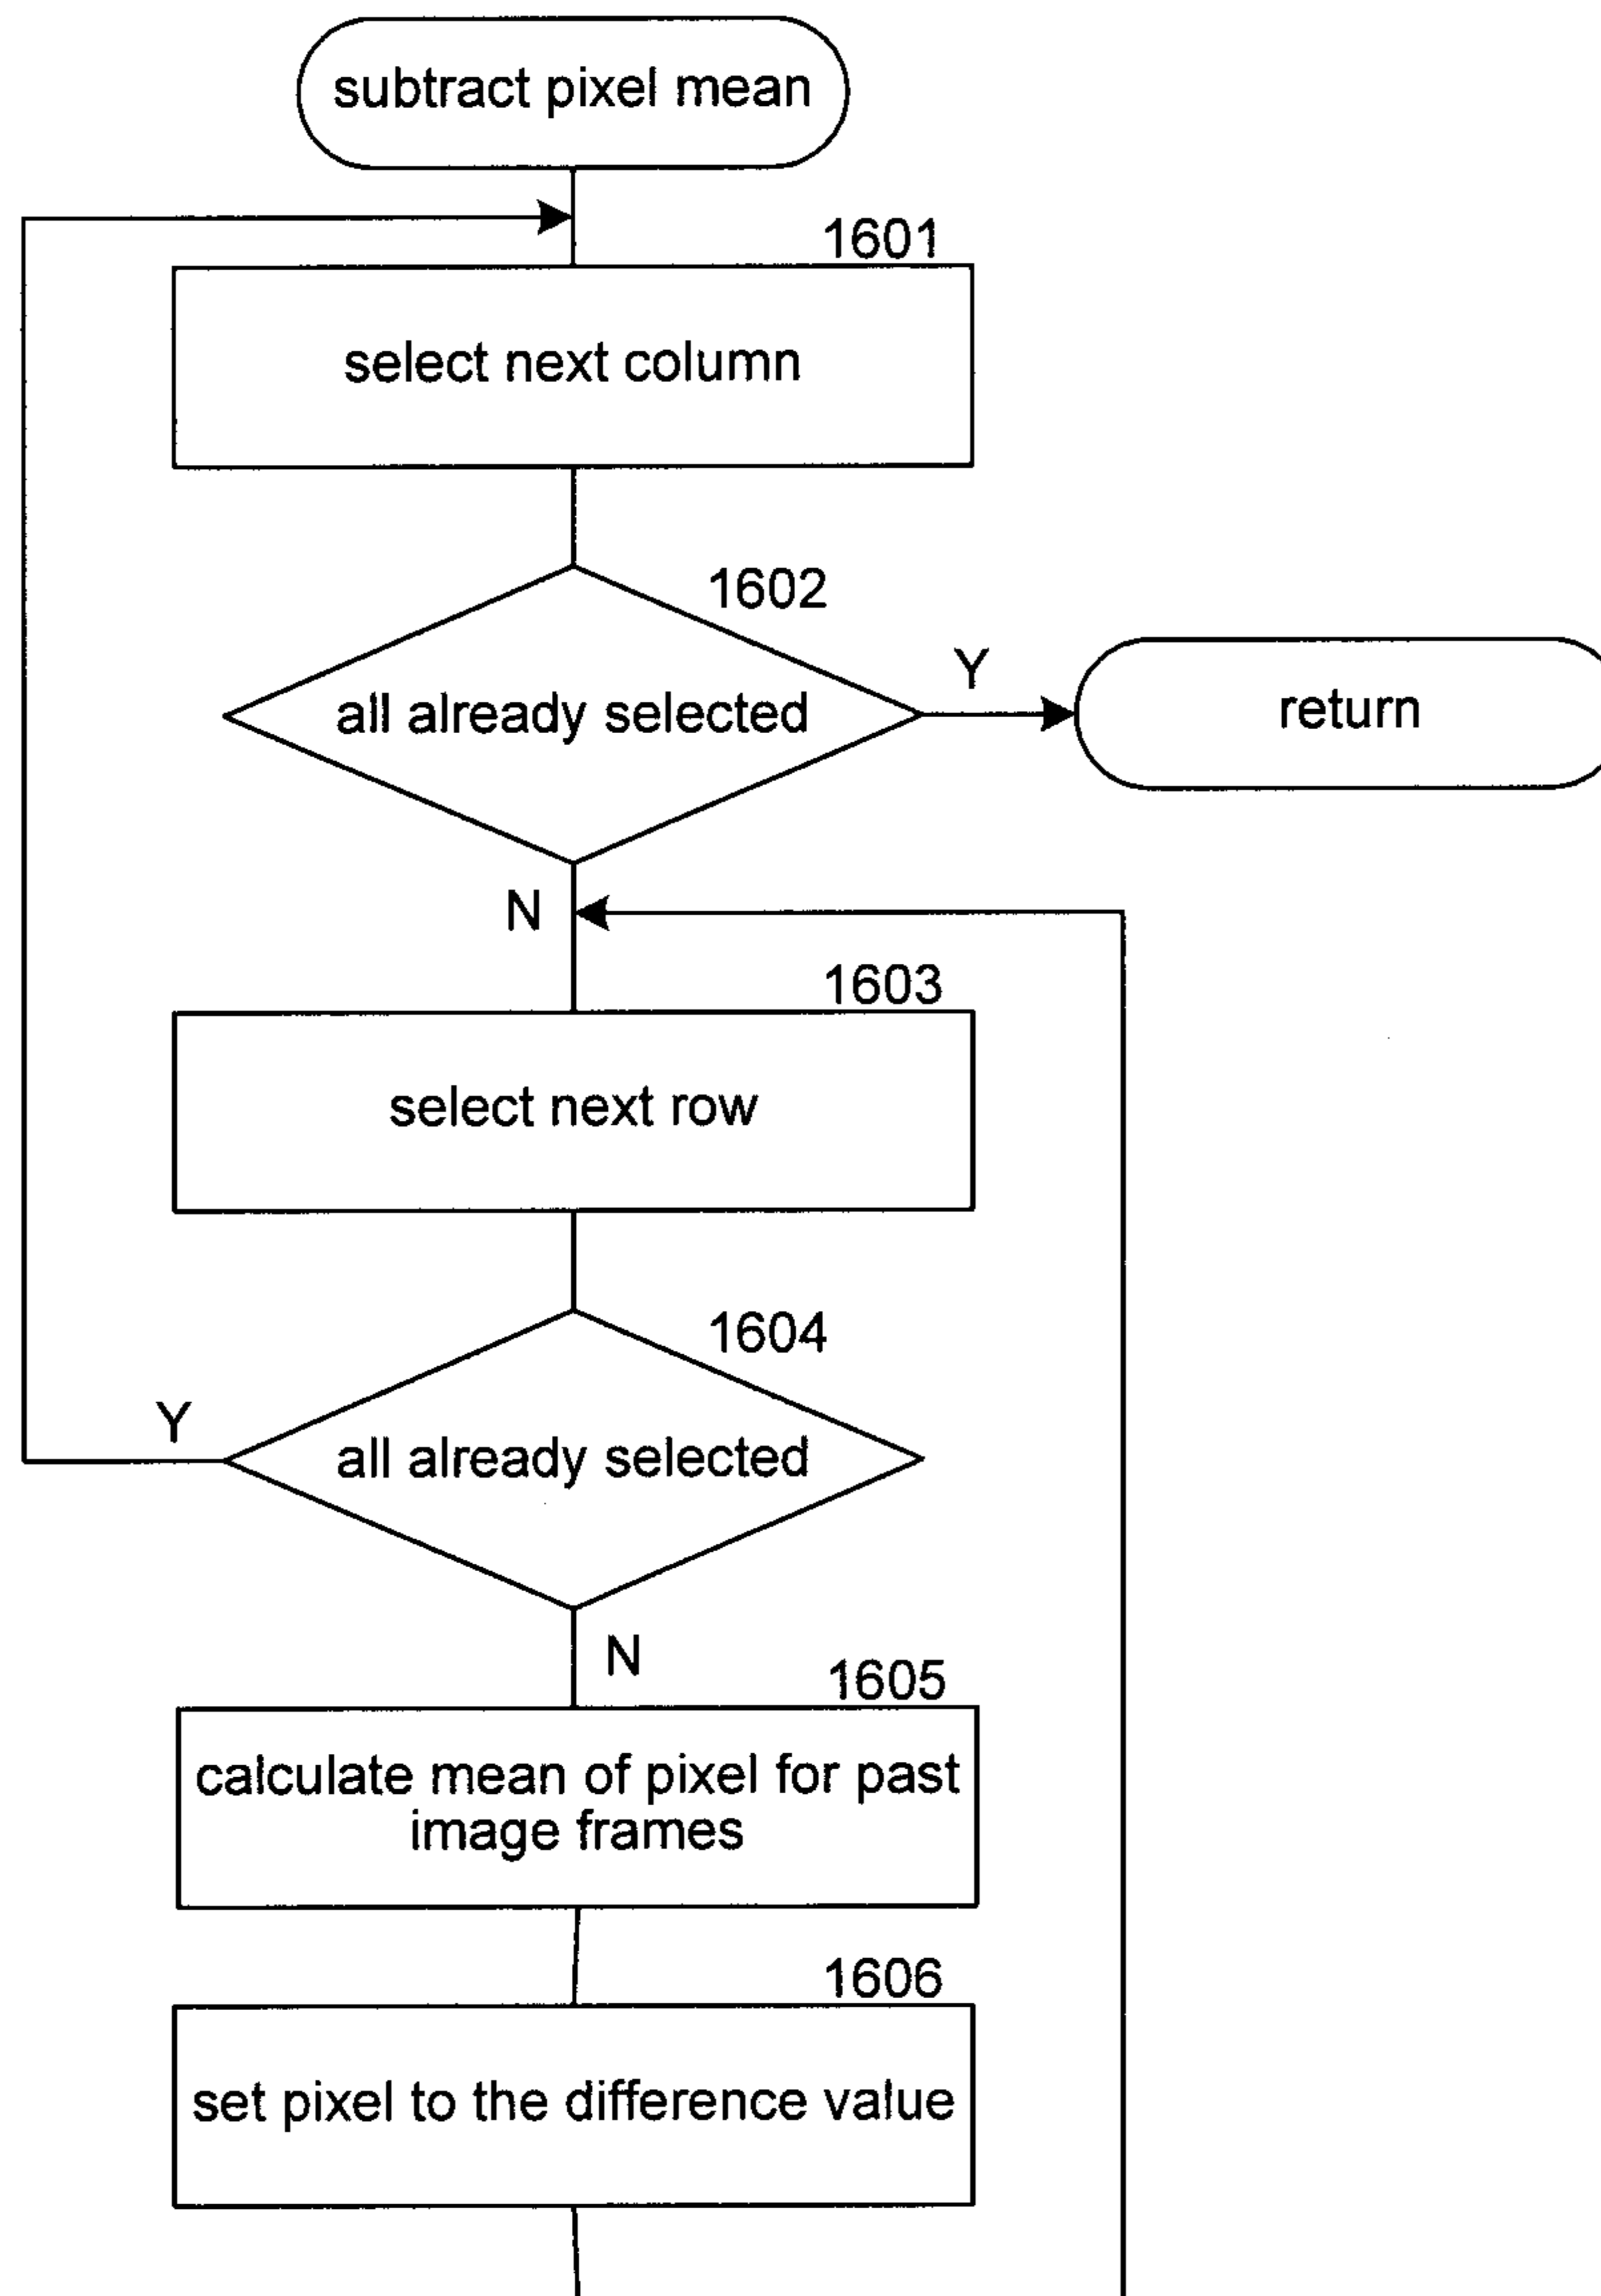 subtract pixel mean
1601
select next column
1602
all already selected
Y
return
N
1603
select next row
1604
all already selected
Y
N
1605
calculate mean of pixel for past
image frames
1606
set pixel to the difference value